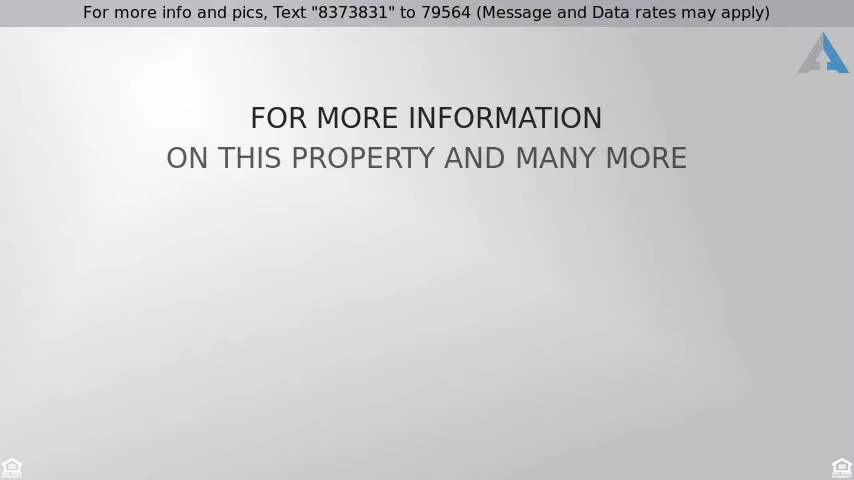 For more info and pics, Text "8373831" to 79564 (Message and Data rates may apply)
FOR MORE INFORMATION
ON THIS PROPERTY AND MANY MORE